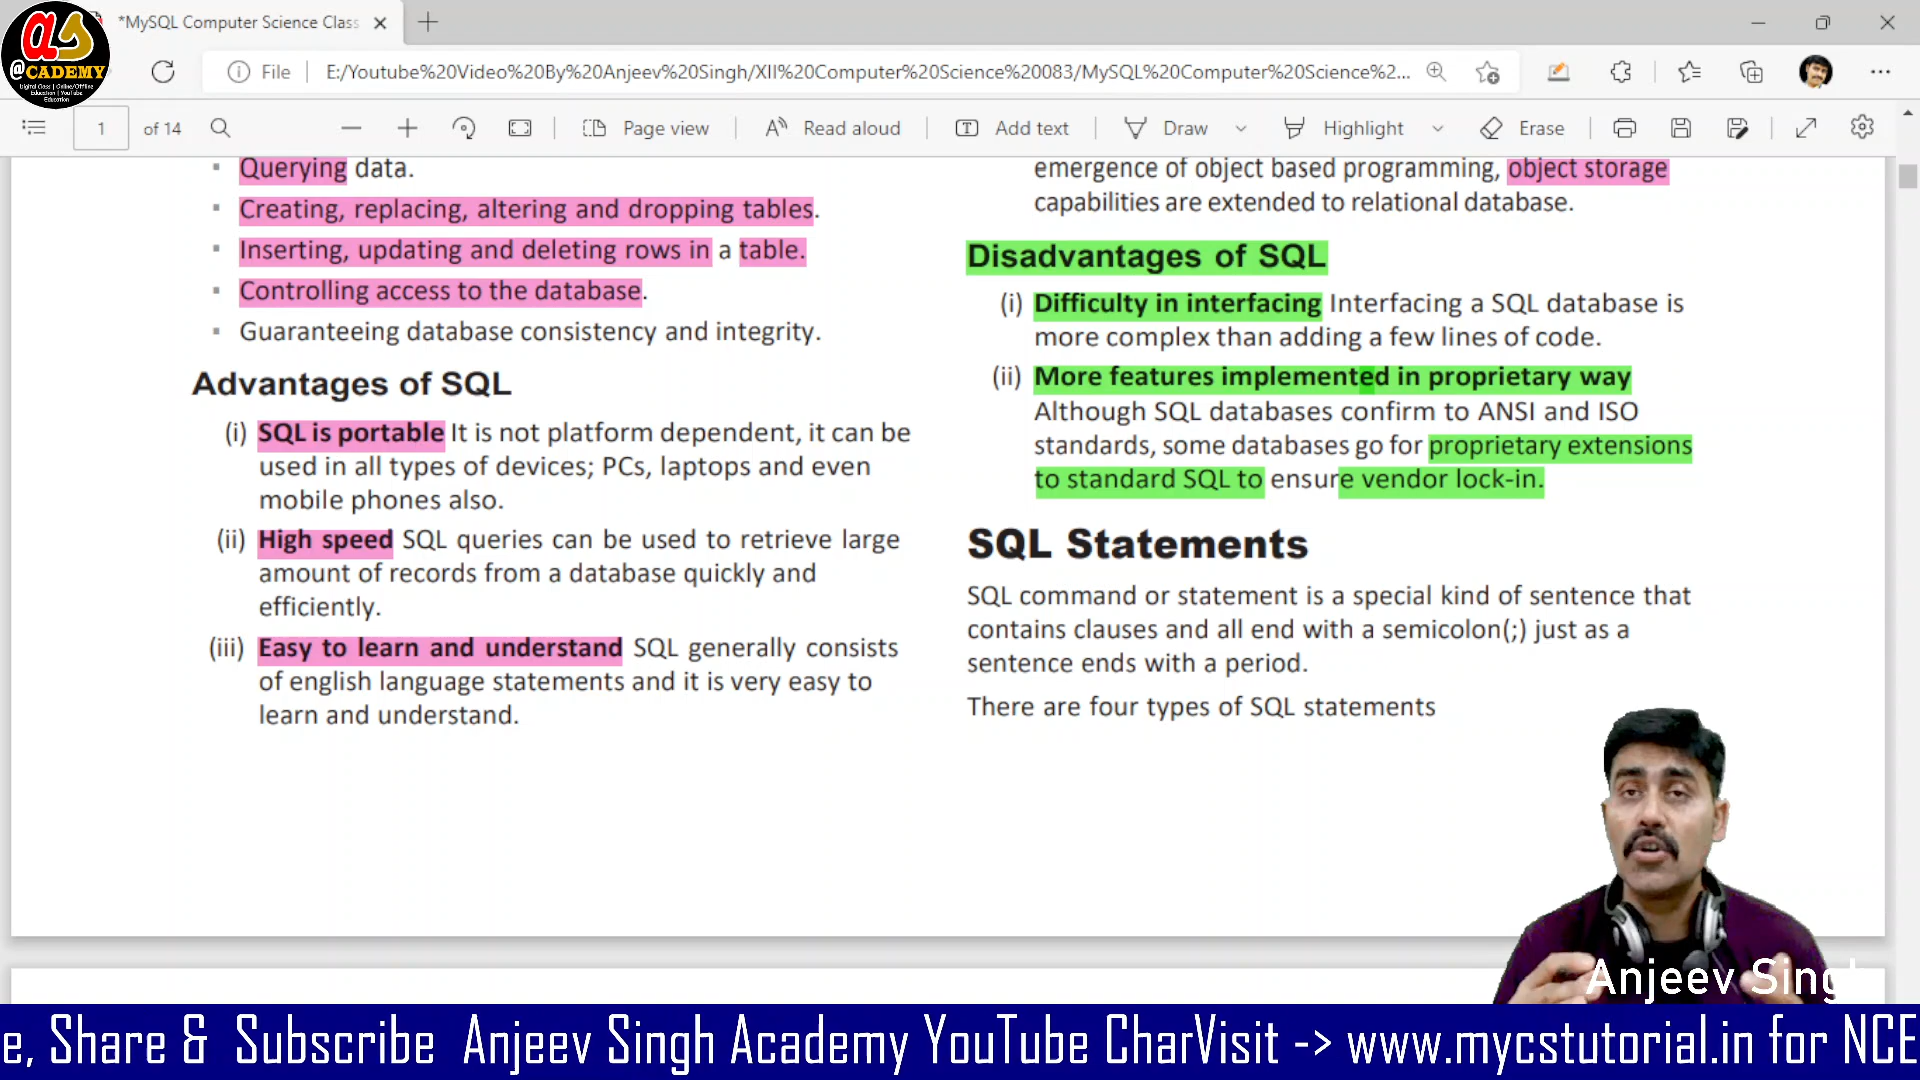 *MySQL Computer Science Class
as
@CADEMY
Digital Class | Online/Offline
Education | YouTube
Education
File
E:/Youtube%20Video%20By%20Anjeev%20Singh/XII%20Computer%20Science%20083/MySQL%20Computer%20Science%2...
1
of 14
Page view
Read aloud
Add text
Draw
Highlight
Erase
▪ Querying data.
▪ Creating, replacing, altering and dropping tables.
▪ Inserting, updating and deleting rows in a table.
▪ Controlling access to the database.
▪ Guaranteeing database consistency and integrity.
Advantages of SQL
(i) SQL is portable It is not platform dependent, it can be
used in all types of devices; PCs, laptops and even
mobile phones also.
(ii) High speed SQL queries can be used to retrieve large
amount of records from a database quickly and
efficiently.
(iii) Easy to learn and understand SQL generally consists
of english language statements and it is very easy to
learn and understand.
emergence of object based programming, object storage
capabilities are extended to relational database.
Disadvantages of SQL
(i) Difficulty in interfacing Interfacing a SQL database is
more complex than adding a few lines of code.
(ii) More features implemented in proprietary way
Although SQL databases confirm to ANSI and ISO
standards, some databases go for proprietary extensions
to standard SQL to ensure vendor lock-in.
SQL Statements
SQL command or statement is a special kind of sentence that
contains clauses and all end with a semicolon(;) just as a
sentence ends with a period.
There are four types of SQL statements
Anjeev Singh
e, Share & Subscribe Anjeev Singh Academy YouTube CharVisit -> www.mycstutorial.in for NCE